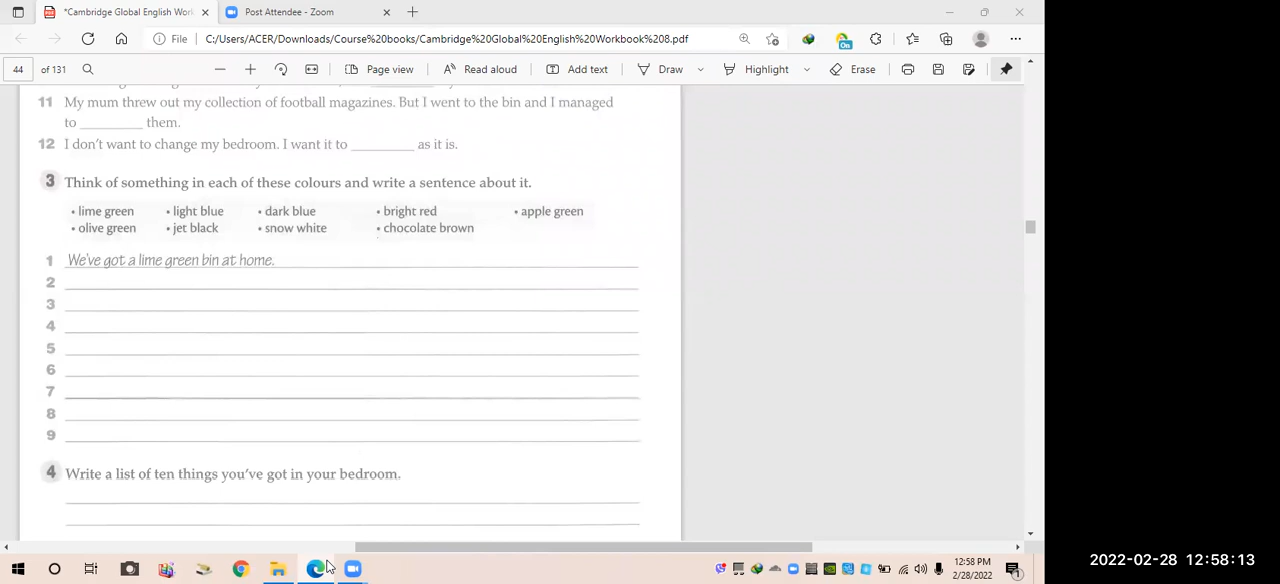 *Cambridge Global English Wor
Post Attendee - Zoom
File
C:/Users/ACER/Downloads/Course%20books/Cambridge%20Global%20English%20Workbook%208.pdf
On
44 of 131
Page view
Read aloud
Add text
Draw
Highlight
Erase
11 My mum threw out my collection of football magazines. But I went to the bin and I managed
to ________ them.
12 I don't want to change my bedroom. I want it to ________ as it is.
3 Think of something in each of these colours and write a sentence about it.
• lime green • light blue • dark blue • bright red • apple green
• olive green • jet black • snow white • chocolate brown
1 We've got a lime green bin at home.
2
3
4
5
6
7
8
9
4 Write a list of ten things you've got in your bedroom.
12:58 PM
2/28/2022
1
2022-02-28 12:58:13